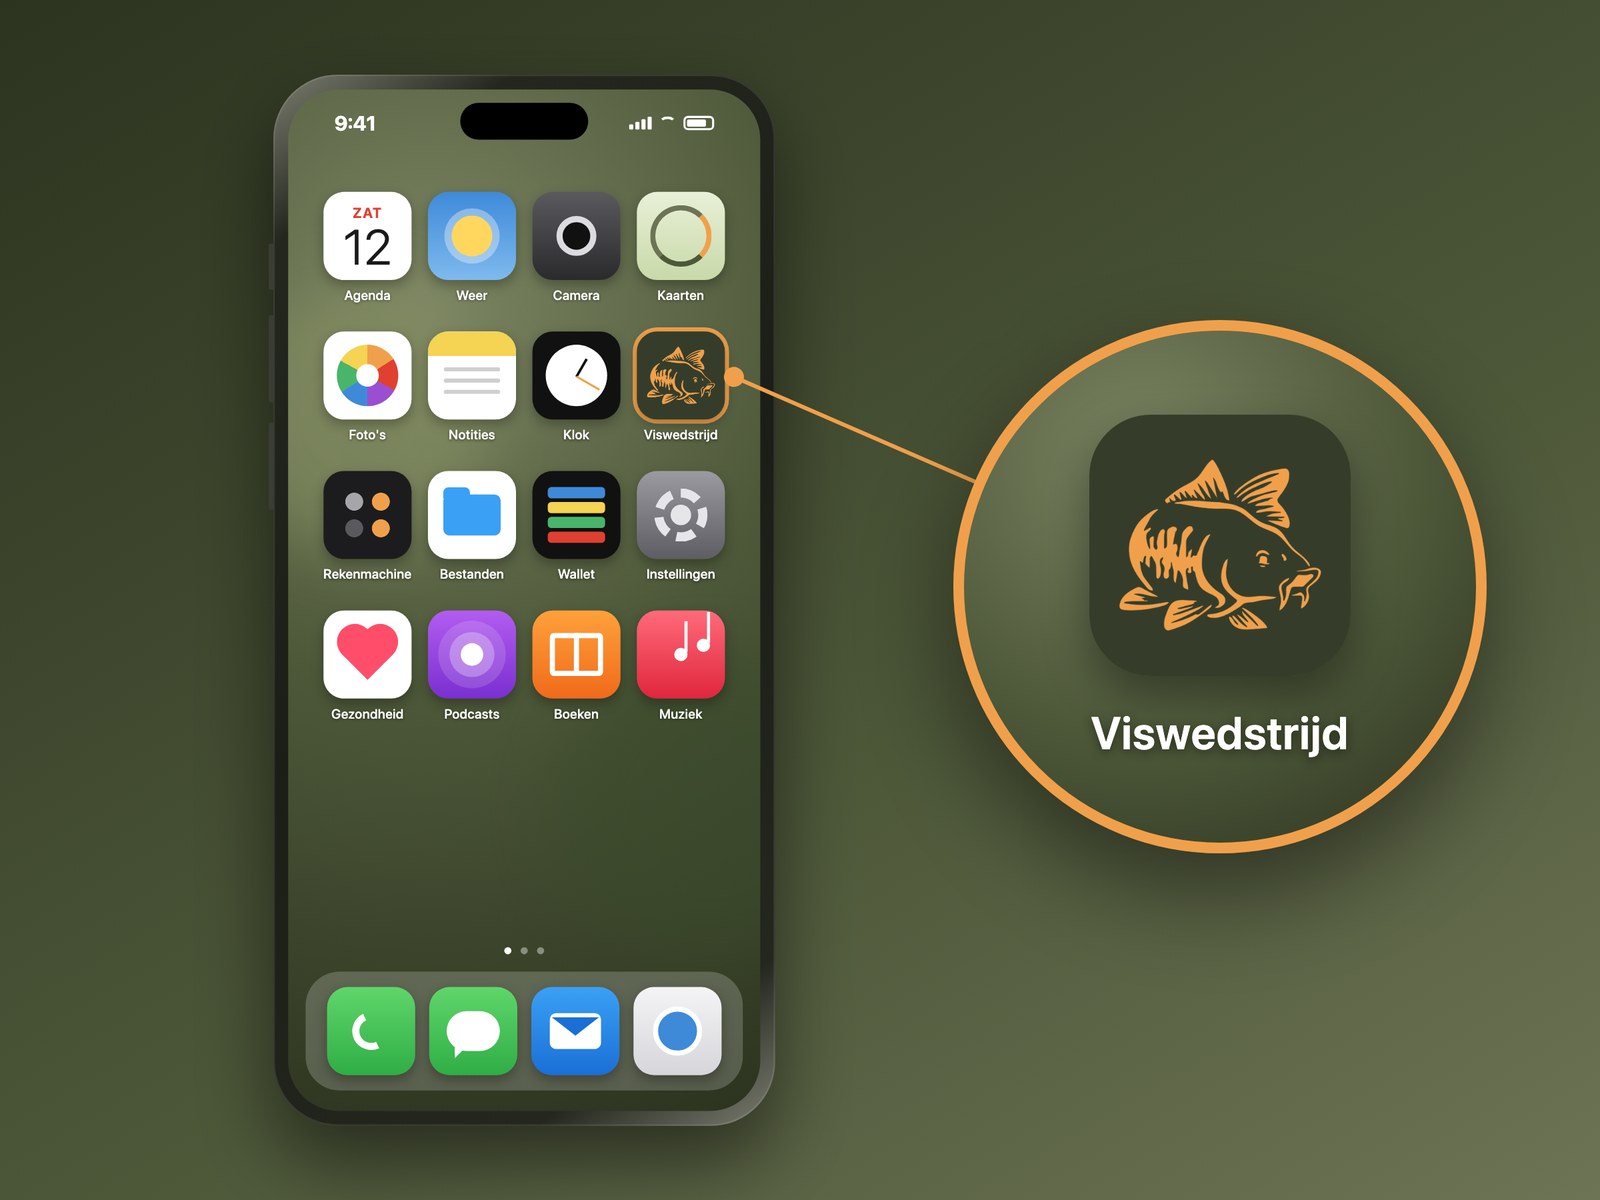 9:41
ZAT
12
Agenda
Weer
Camera
Kaarten
Foto's
Notities
Klok
Viswedstrijd
Rekenmachine
Bestanden
Wallet
Instellingen
Gezondheid
Podcasts
Boeken
Muziek
Viswedstrijd